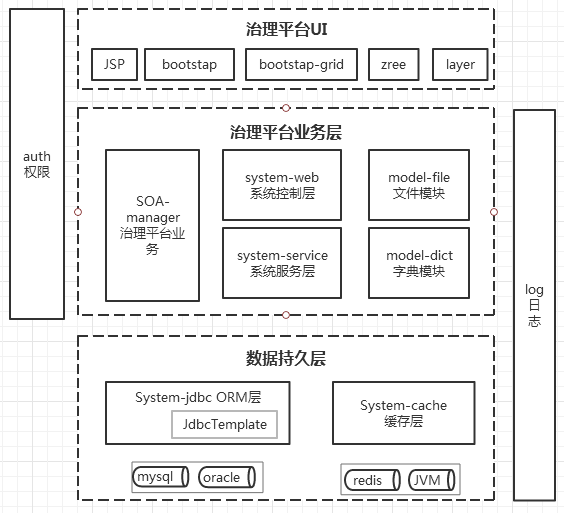 治理平台UI
JSP
bootstap
bootstap-grid
zree
layer
auth
权限
治理平台业务层
SOA-
manager
治理平台业
务
system-web
系统控制层
model-file
文件模块
system-service
系统服务层
model-dict
字典模块
log
日
志
数据持久层
System-jdbc ORM层
JdbcTemplate
System-cache
缓存层
mysql
oracle
redis
JVM